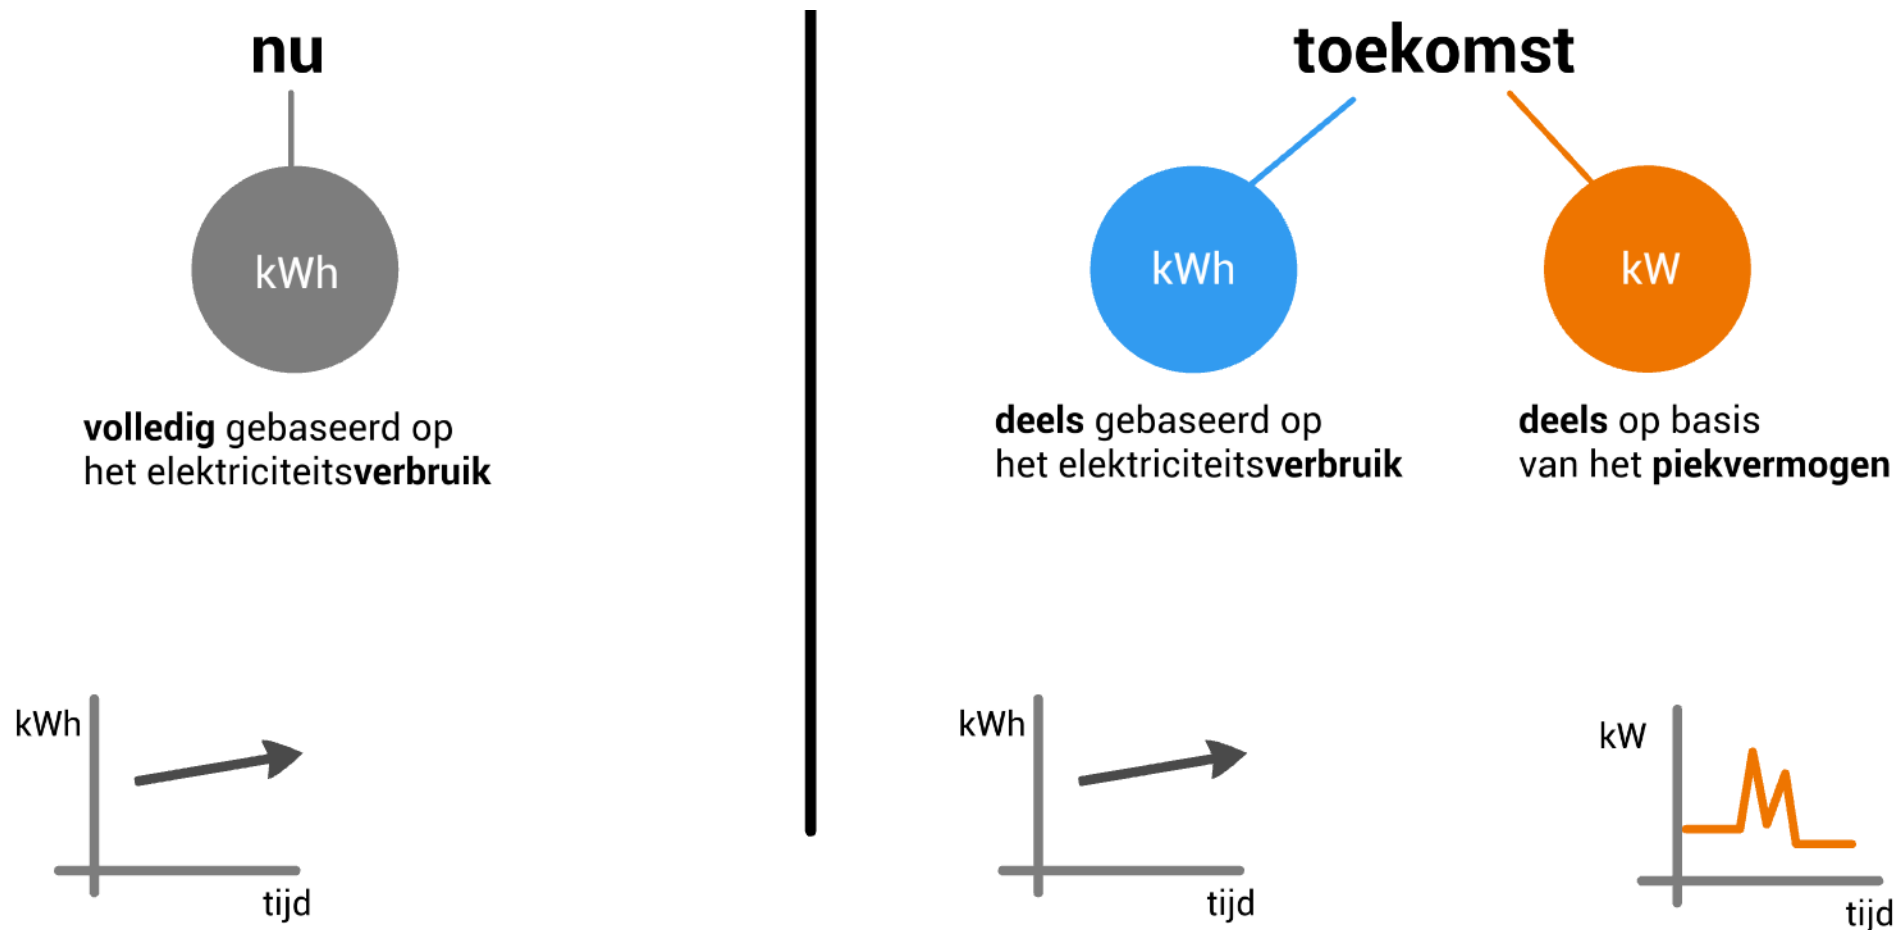 nu
kWh
volledig gebaseerd op
het elektriciteitsverbruik
kWh
tijd
toekomst
kWh
deels gebaseerd op
het elektriciteitsverbruik
kWh
tijd
kW
deels op basis
van het piekvermogen
kW
tijd